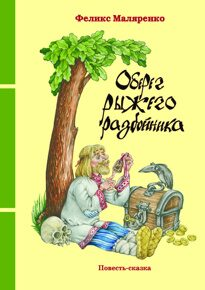 Феликс Маляренко
Оберег
рыжего
разбойника
Повесть-сказка